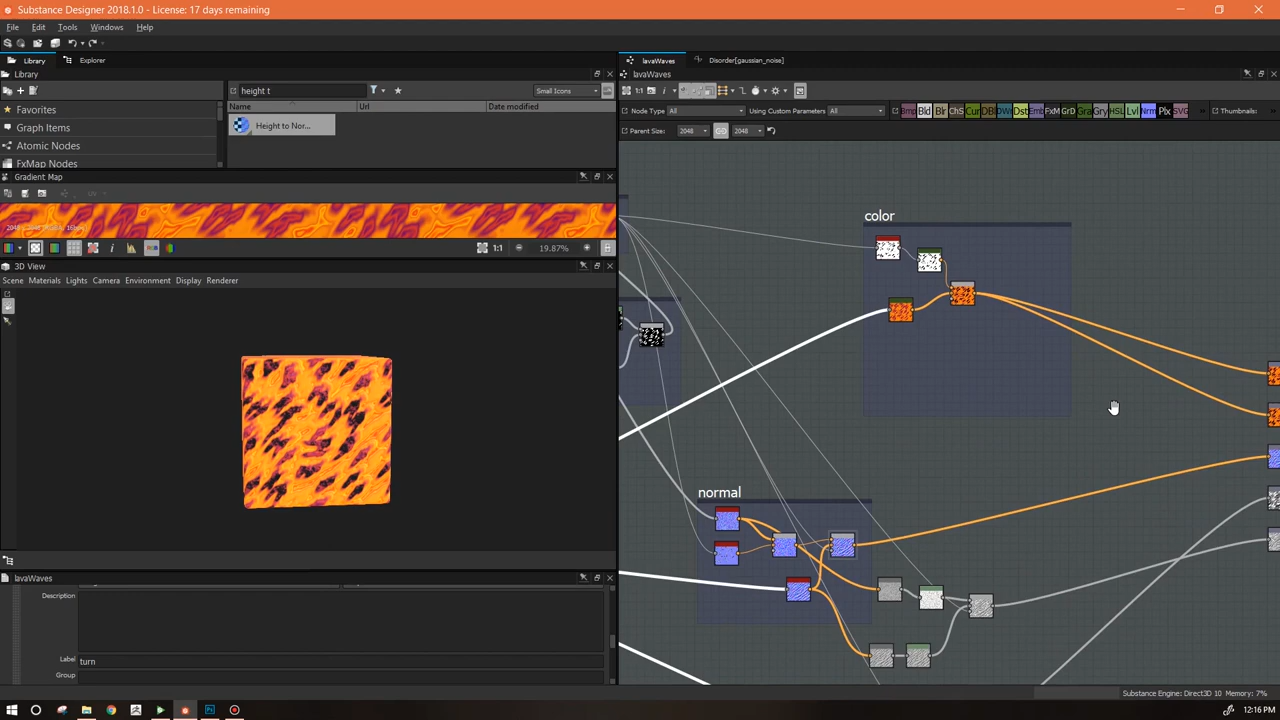 Substance Designer 2018.1.0 - License: 17 days remaining
File Edit Tools Windows Help
Library Explorer
Library
height t
Small Icons
Name Url Date modified
Favorites
Graph Items
Atomic Nodes
FxMap Nodes
Height to Nor...
Gradient Map
1:1 19.87%
3D View
Scene Materials Lights Camera Environment Display Renderer
lavaWaves
Description
Label turn
Group
lavaWaves Disorder[gaussian_noise]
lavaWaves
1:1
Node Type All Using Custom Parameters All
Thumbnails:
Parent Size: 2048 2048
color
normal
Substance Engine: Direct3D 10 Memory: 7%
12:16 PM